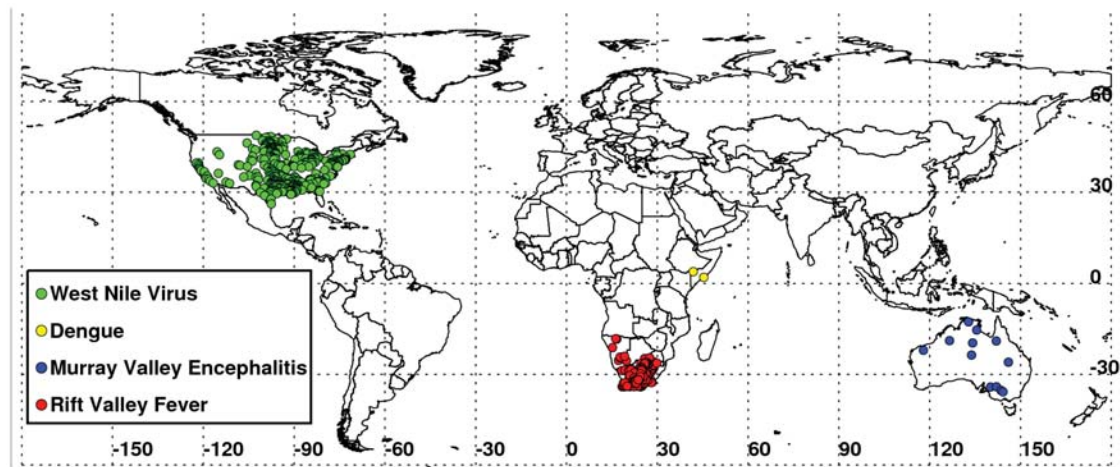 60
30
0
-30
West Nile Virus
Dengue
Murray Valley Encephalitis
Rift Valley Fever
-150 -120 -90 -60 -30 0 30 60 90 120 150